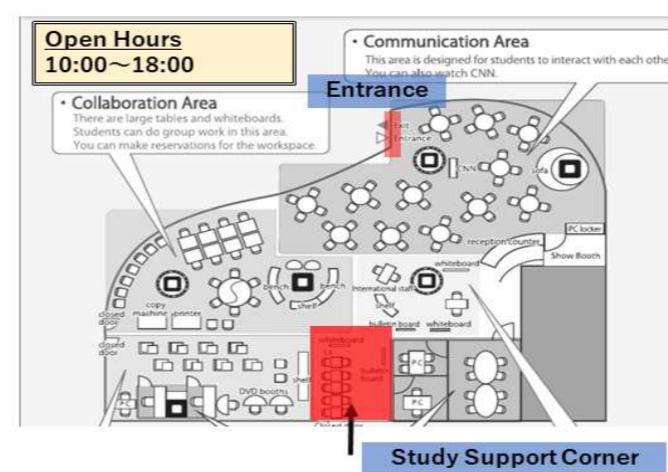 Open Hours
10:00～18:00
・Communication Area
This area is designed for students to interact with each othe
You can also watch CNN.
Entrance
・Collaboration Area
There are large tables and whiteboards.
Students can do group work in this area.
You can make reservations for the workspace.
Exit
Entrance
CNN
sofa
PC locker
reception counter
Show Booth
whiteboard
International staff
bench
bench
shelf
shelf
copy
machine
printer
closed
door
bulletin board
whiteboard
closed
door
whiteboard
shelf
bulletin
board
PC
DVD booths
PC
PC
Study Support Corner